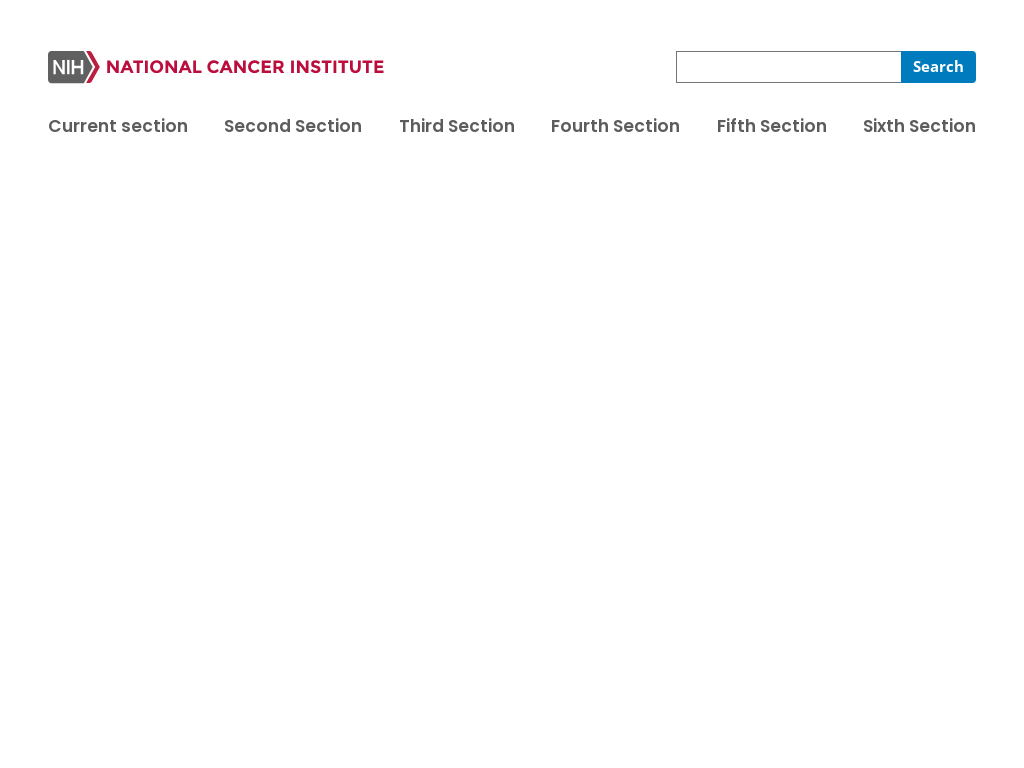 NIH NATIONAL CANCER INSTITUTE
Search
Current section Second Section Third Section Fourth Section Fifth Section Sixth Section